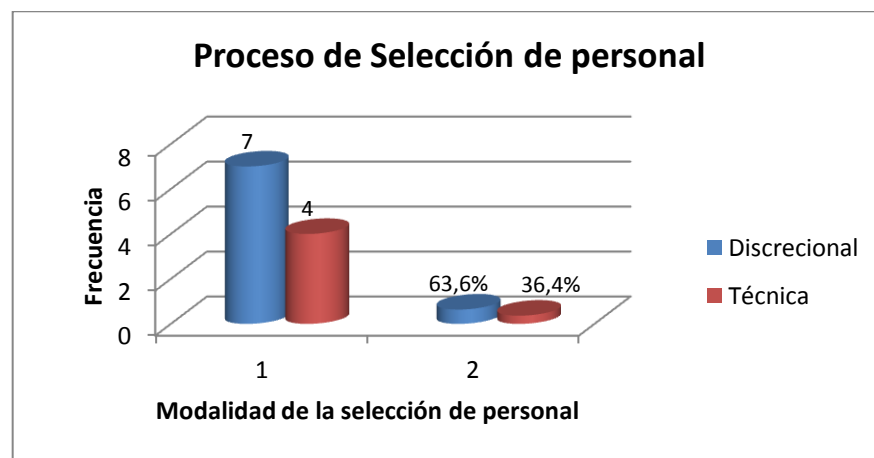 Proceso de Selección de personal
Frecuencia
8
6
4
2
0
7
4
63,6%
36,4%
1
2
Modalidad de la selección de personal
Discrecional
Técnica